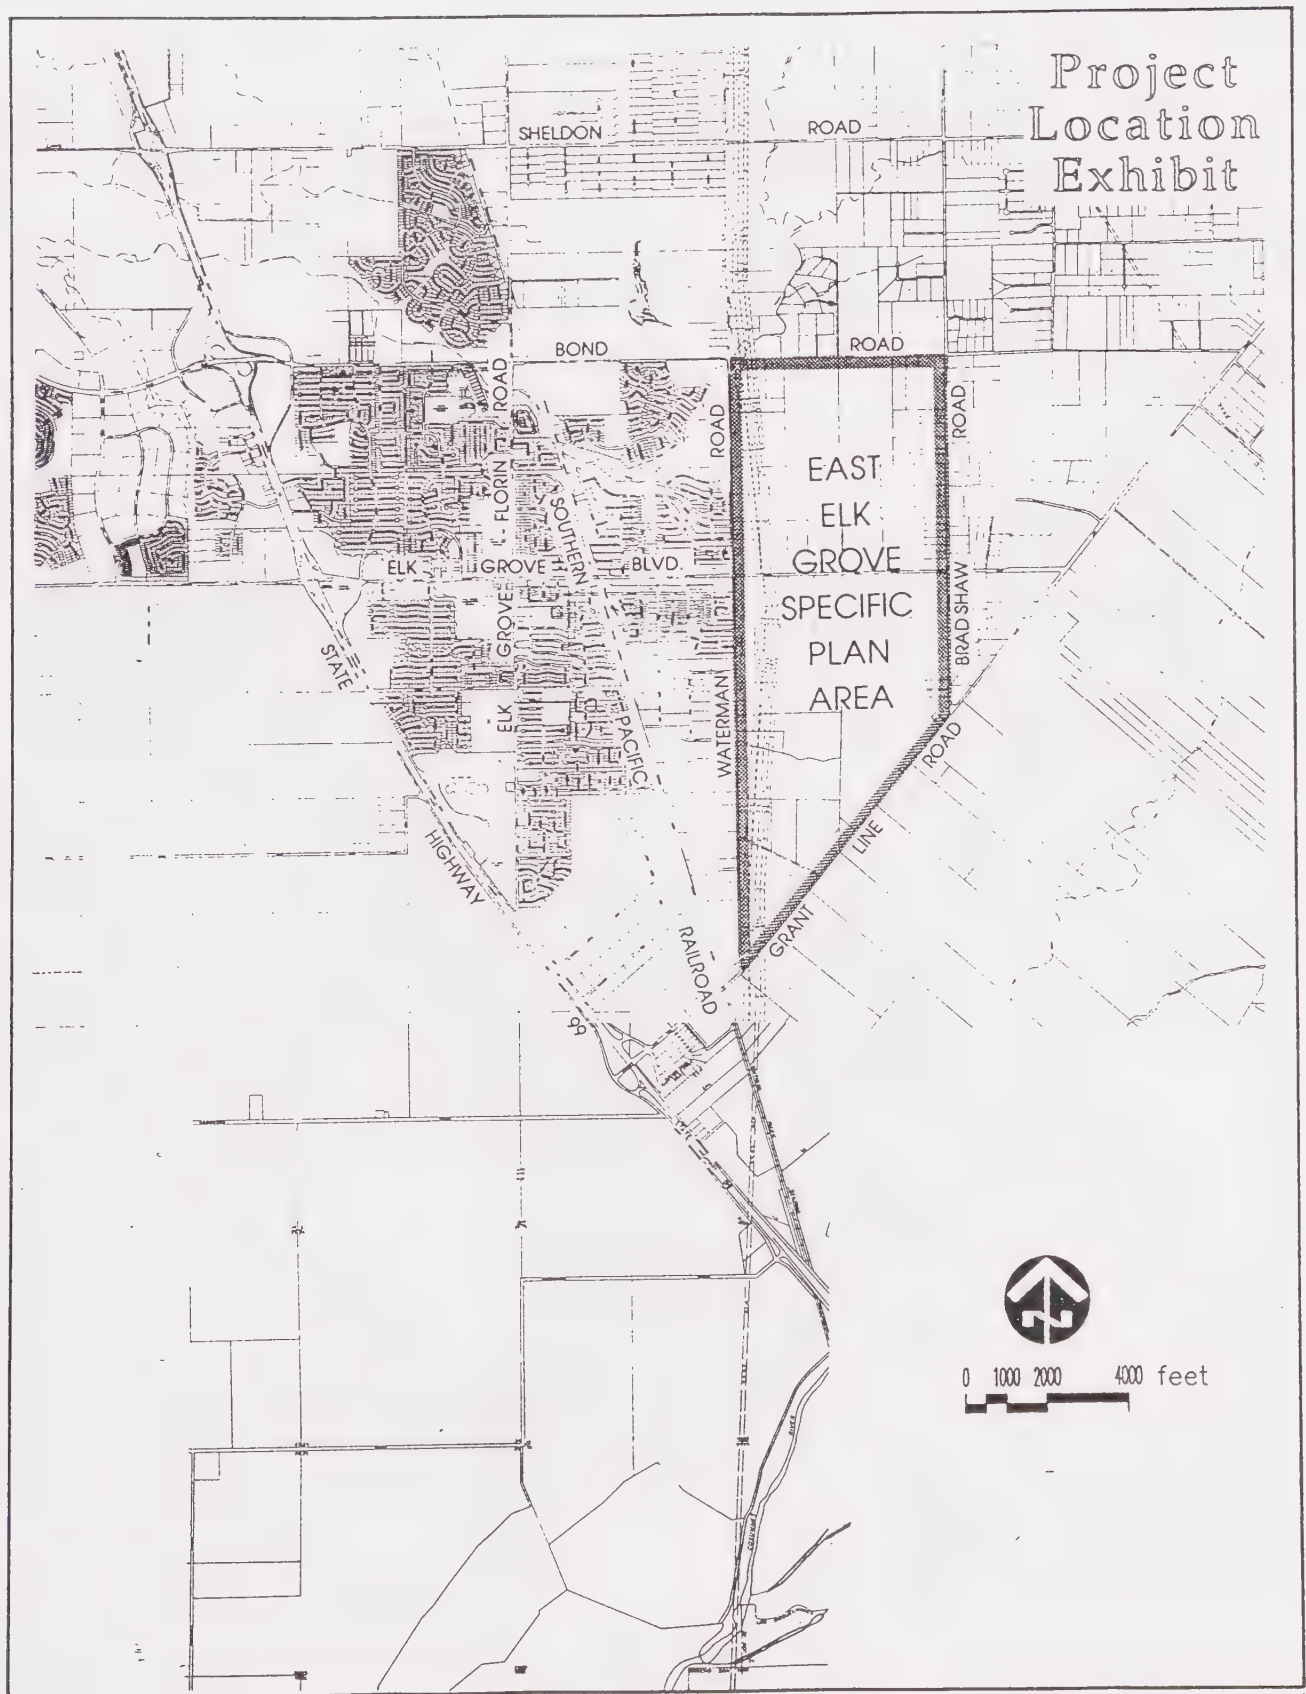 Project
Location
Exhibit
SHELDON
ROAD
BOND
ROAD
FLORIN ROAD
ROAD
ROAD
EAST
ELK
GROVE
SPECIFIC
PLAN
AREA
SOUTHERN
ELK GROVE BLVD.
ELK GROVE
BRADSHAW
STATE
WATERMAN
PACIFIC
ROAD
LINE
HIGHWAY
GRANT
RAILROAD
99
N
0 1000 2000 4000 feet
RIVER
COSUMNES